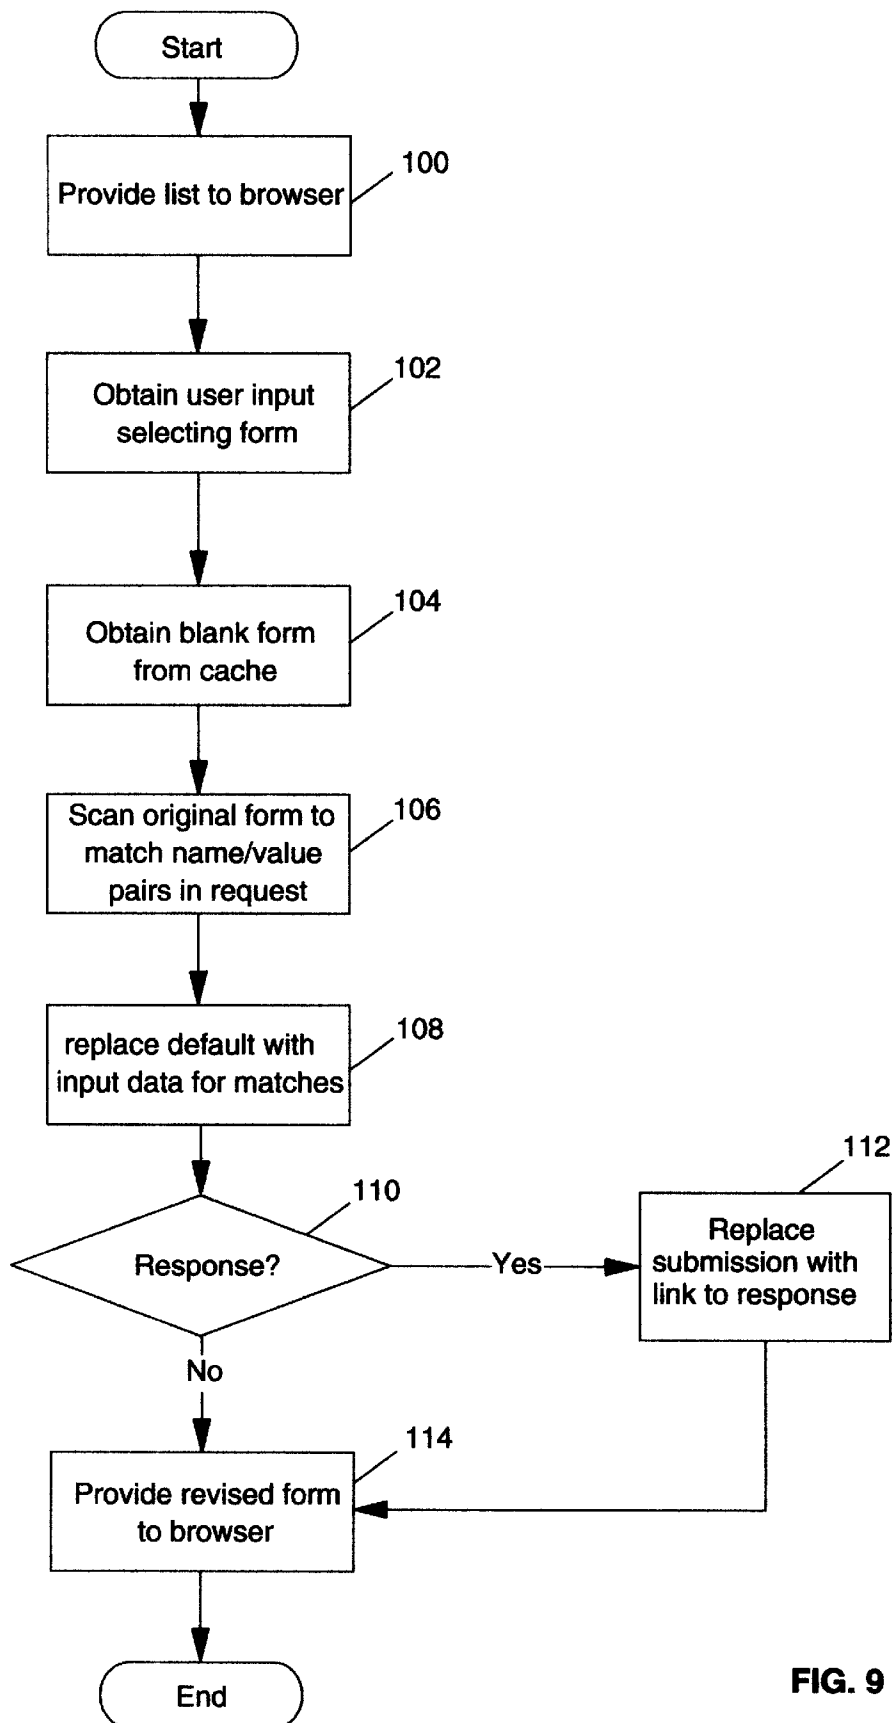 Start
100
Provide list to browser
102
Obtain user input
selecting form
104
Obtain blank form
from cache
106
Scan original form to
match name/value
pairs in request
108
replace default with
input data for matches
110
112
Response?
Yes
Replace
submission with
link to response
No
114
Provide revised form
to browser
End
FIG. 9